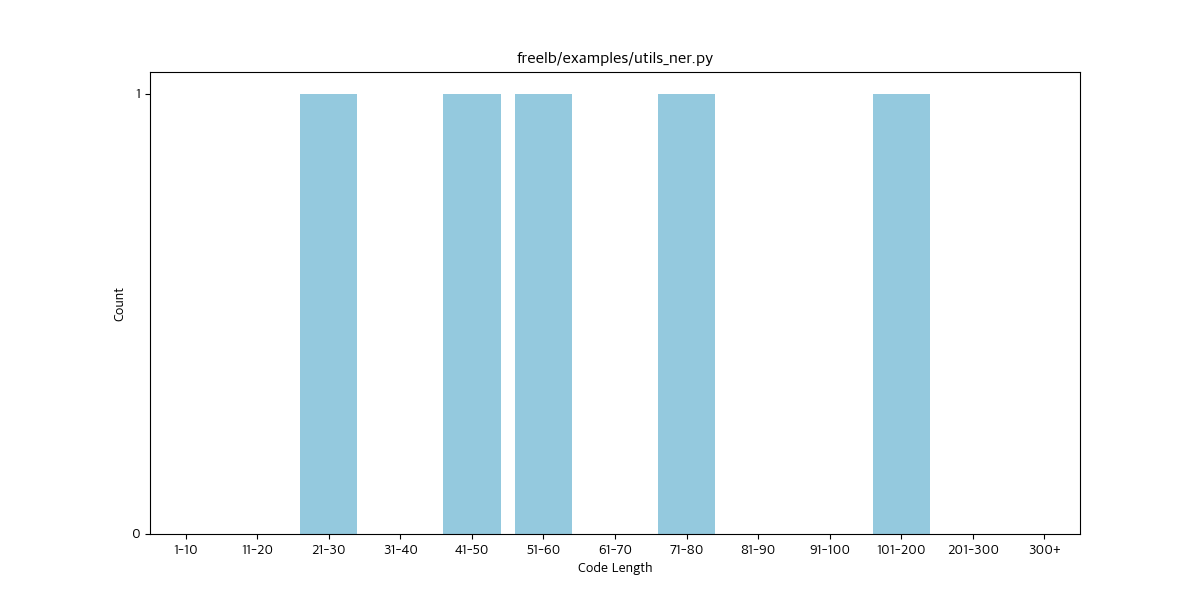 freelb/examples/utils_ner.py
1
0
Count
1-10 11-20 21-30 31-40 41-50 51-60 61-70 71-80 81-90 91-100 101-200 201-300 300+
Code Length